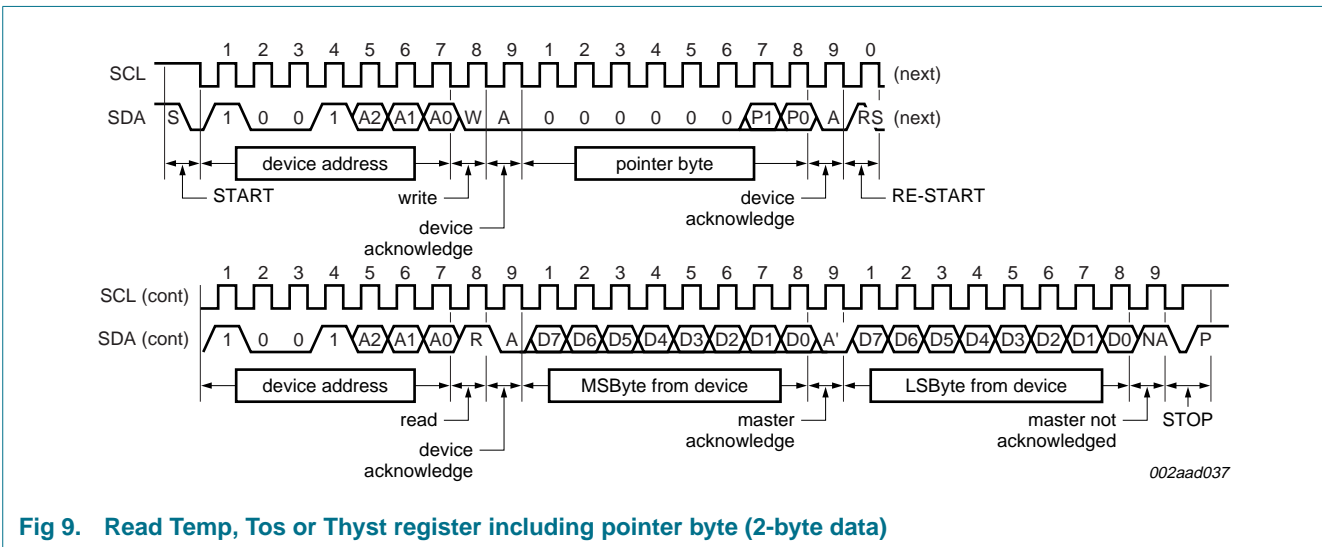 1 2 3 4 5 6 7 8 9 1 2 3 4 5 6 7 8 9 0
SCL (next)
SDA S 1 0 0 1 A2 A1 A0 W A 0 0 0 0 0 0 P1 P0 A RS (next)
device address pointer byte
START write device RE-START
device acknowledge
acknowledge
1 2 3 4 5 6 7 8 9 1 2 3 4 5 6 7 8 9 1 2 3 4 5 6 7 8 9
SCL (cont)
SDA (cont) 1 0 0 1 A2 A1 A0 R A D7 D6 D5 D4 D3 D2 D1 D0 A' D7 D6 D5 D4 D3 D2 D1 D0 NA P
device address MSByte from device LSByte from device
read master master not STOP
device acknowledge acknowledged
acknowledge
002aad037
Fig 9. Read Temp, Tos or Thyst register including pointer byte (2-byte data)